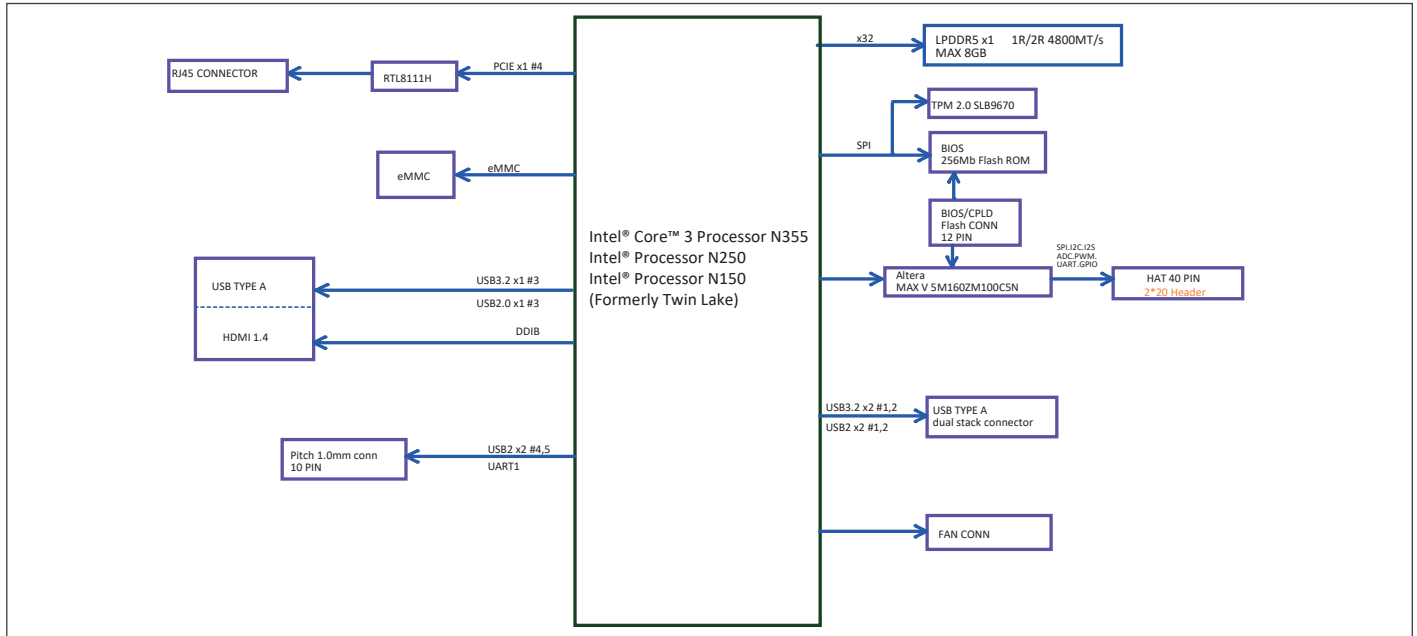 x32
LPDDR5 x1 1R/2R 4800MT/s
MAX 8GB
RJ45 CONNECTOR
RTL8111H
PCIE x1 #4
TPM 2.0 SLB9670
SPI
BIOS
256Mb Flash ROM
eMMC
eMMC
BIOS/CPLD
Flash CONN
12 PIN
Intel® Core™ 3 Processor N355
Intel® Processor N250
Intel® Processor N150
(Formerly Twin Lake)
SPI.I2C.I2S
ADC.PWM.
UART.GPIO
Altera
MAX V 5M160ZM100C5N
HAT 40 PIN
2*20 Header
USB TYPE A
USB3.2 x1 #3
USB2.0 x1 #3
HDMI 1.4
DDIB
USB3.2 x2 #1,2
USB2 x2 #1,2
USB TYPE A
dual stack connector
Pitch 1.0mm conn
10 PIN
USB2 x2 #4,5
UART1
FAN CONN